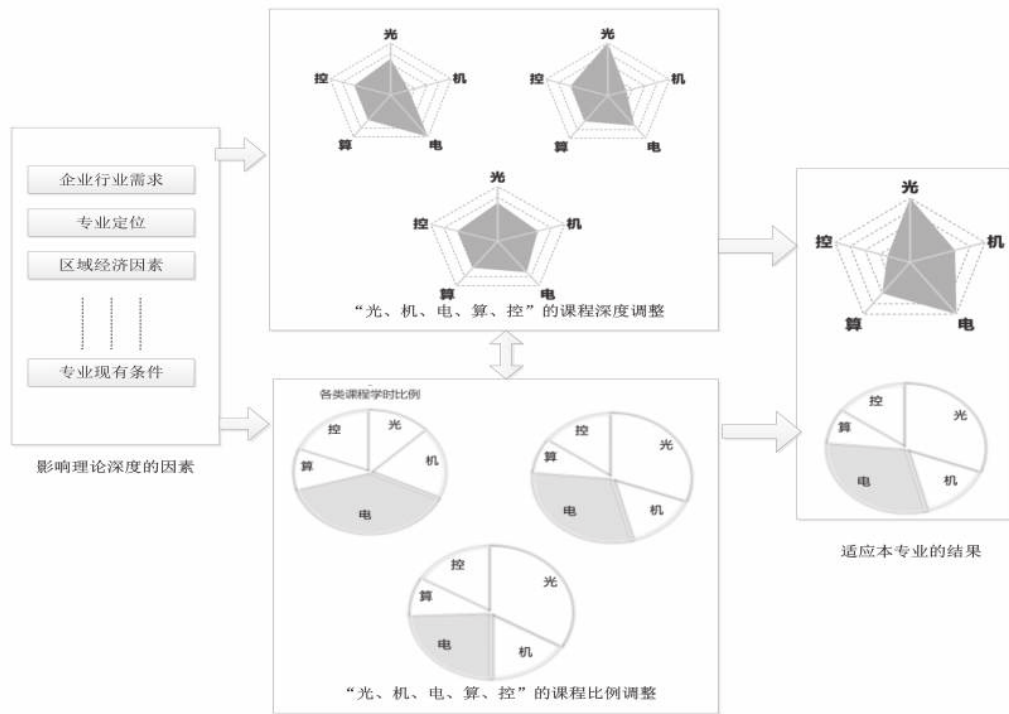 企业行业需求
专业定位
区域经济因素
专业现有条件
影响理论深度的因素
光
控
机
算
电
光
控
机
算
电
光
控
机
算
电
“光、机、电、算、控”的课程深度调整
各类课程学时比例
控
光
算
机
电
控
光
算
电
机
控
光
算
电
机
“光、机、电、算、控”的课程比例调整
光
控
机
算
电
控
光
算
电
机
适应本专业的结果